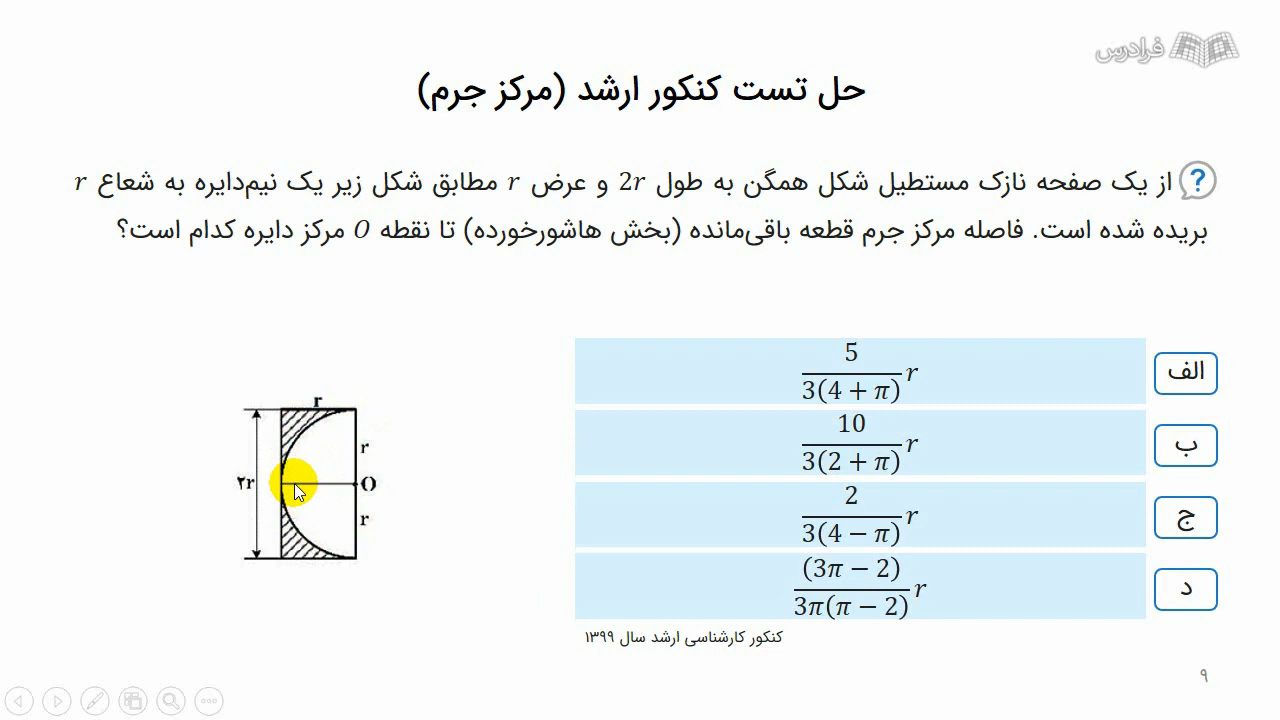 فرادرس
حل تست کنکور ارشد (مرکز جرم)
از یک صفحه نازک مستطیل شکل همگن به طول 2r و عرض r مطابق شکل زیر یک نیم‌دایره به شعاع r
بریده شده است. فاصله مرکز جرم قطعه باقی‌مانده (بخش هاشورخورده) تا نقطه O مرکز دایره کدام است؟
الف
5/3(4 + π) r
ب
10/3(2 + π) r
ج
2/3(4 − π) r
د
(3π − 2)/3π(π − 2) r
r
r
۲r
O
r
کنکور کارشناسی ارشد سال ۱۳۹۹
۹